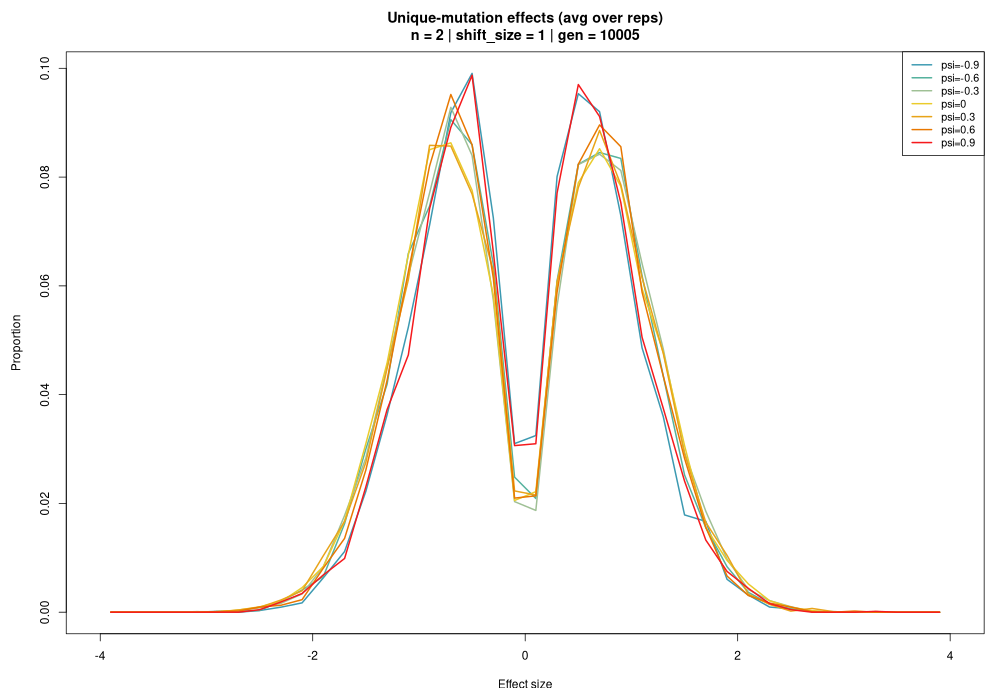 Unique-mutation effects (avg over reps)
n = 2 | shift_size = 1 | gen = 10005
psi=-0.9
psi=-0.6
psi=-0.3
psi=0
psi=0.3
psi=0.6
psi=0.9
Proportion
0.10
0.08
0.06
0.04
0.02
0.00
-4
-2
0
2
4
Effect size